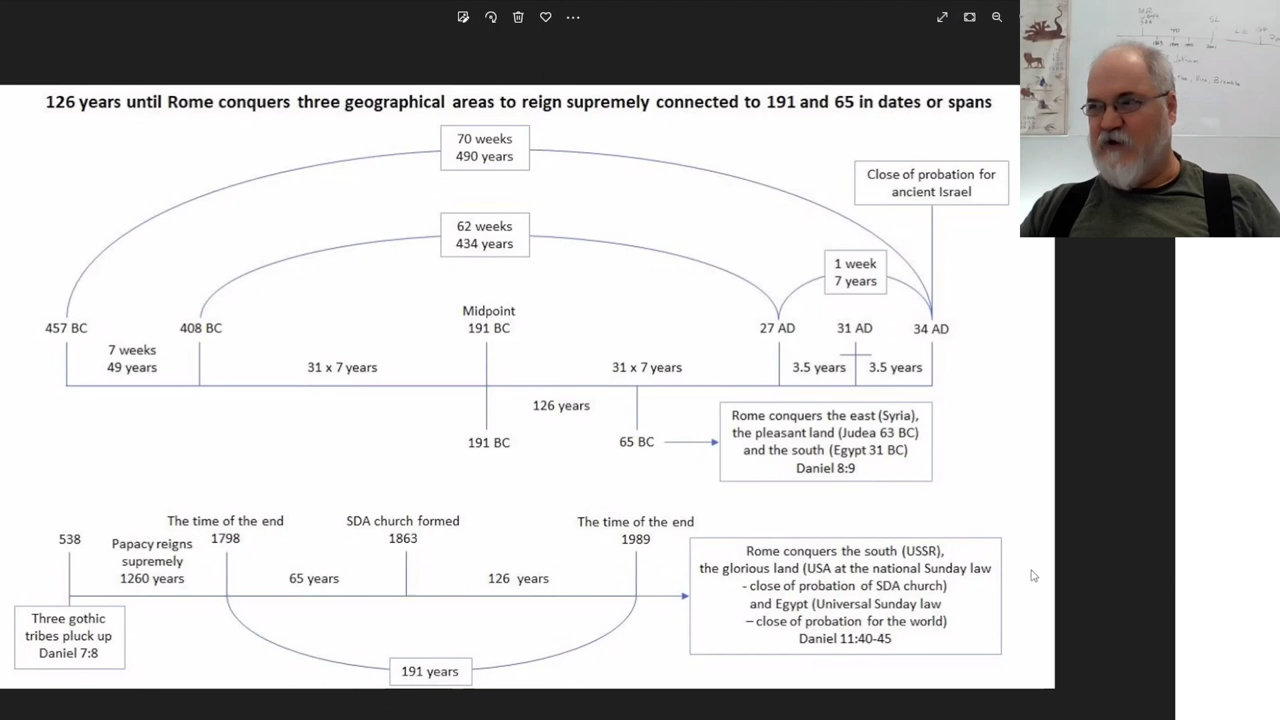 126 years until Rome conquers three geographical areas to reign supremely connected to 191 and 65 in dates or spans
70 weeks
490 years
Close of probation for
ancient Israel
62 weeks
434 years
1 week
7 years
Midpoint
457 BC
408 BC
191 BC
27 AD
31 AD
34 AD
7 weeks
49 years
31 x 7 years
31 x 7 years
3.5 years
3.5 years
126 years
191 BC
65 BC
Rome conquers the east (Syria),
the pleasant land (Judea 63 BC)
and the south (Egypt 31 BC)
Daniel 8:9
The time of the end
SDA church formed
The time of the end
538
1798
1863
1989
Papacy reigns
supremely
1260 years
65 years
126 years
Rome conquers the south (USSR),
the glorious land (USA at the national Sunday law
- close of probation of SDA church)
and Egypt (Universal Sunday law
– close of probation for the world)
Daniel 11:40-45
Three gothic
tribes pluck up
Daniel 7:8
191 years